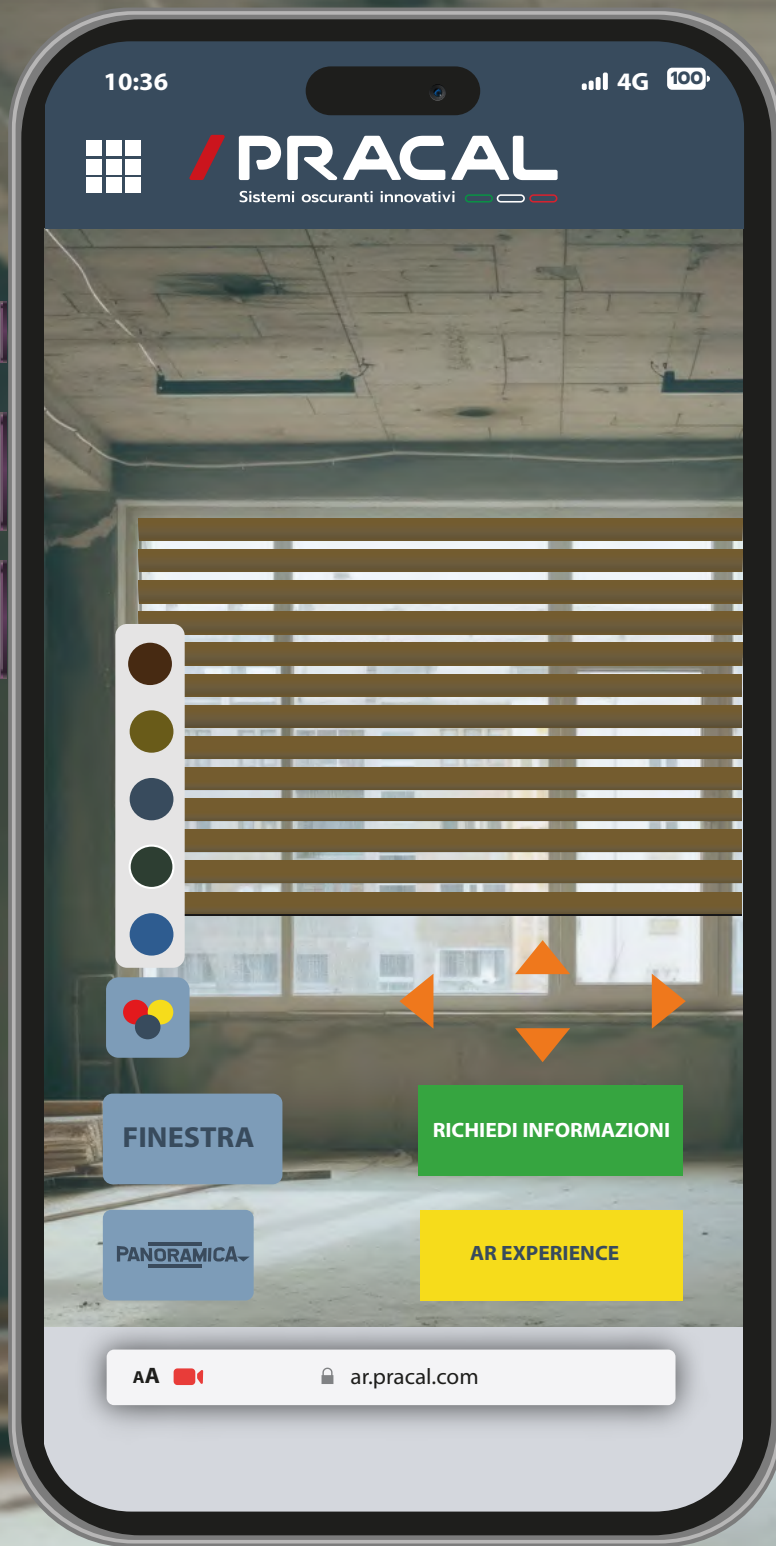 10:36
4G 100
PRACAL
Sistemi oscuranti innovativi
FINESTRA
RICHIEDI INFORMAZIONI
PANORAMICA
AR EXPERIENCE
AA
ar.pracal.com